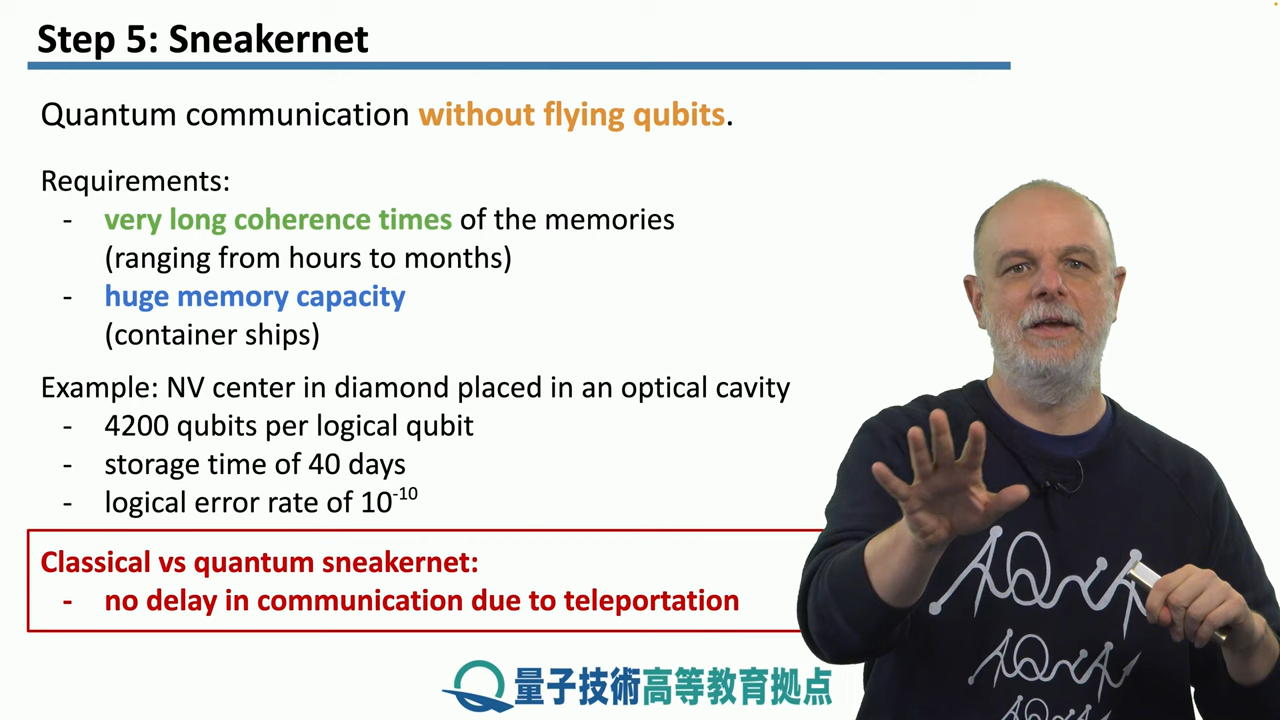 Step 5: Sneakernet
Quantum communication without flying qubits.
Requirements:
- very long coherence times of the memories
(ranging from hours to months)
- huge memory capacity
(container ships)
Example: NV center in diamond placed in an optical cavity
- 4200 qubits per logical qubit
- storage time of 40 days
- logical error rate of 10⁻¹⁰
Classical vs quantum sneakernet:
- no delay in communication due to teleportation
量子技術高等教育拠点